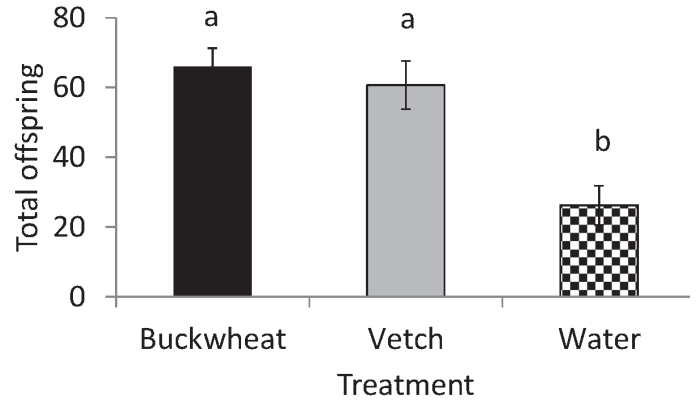 80
60
40
20
0
Total offspring
a
a
b
Buckwheat
Vetch
Water
Treatment